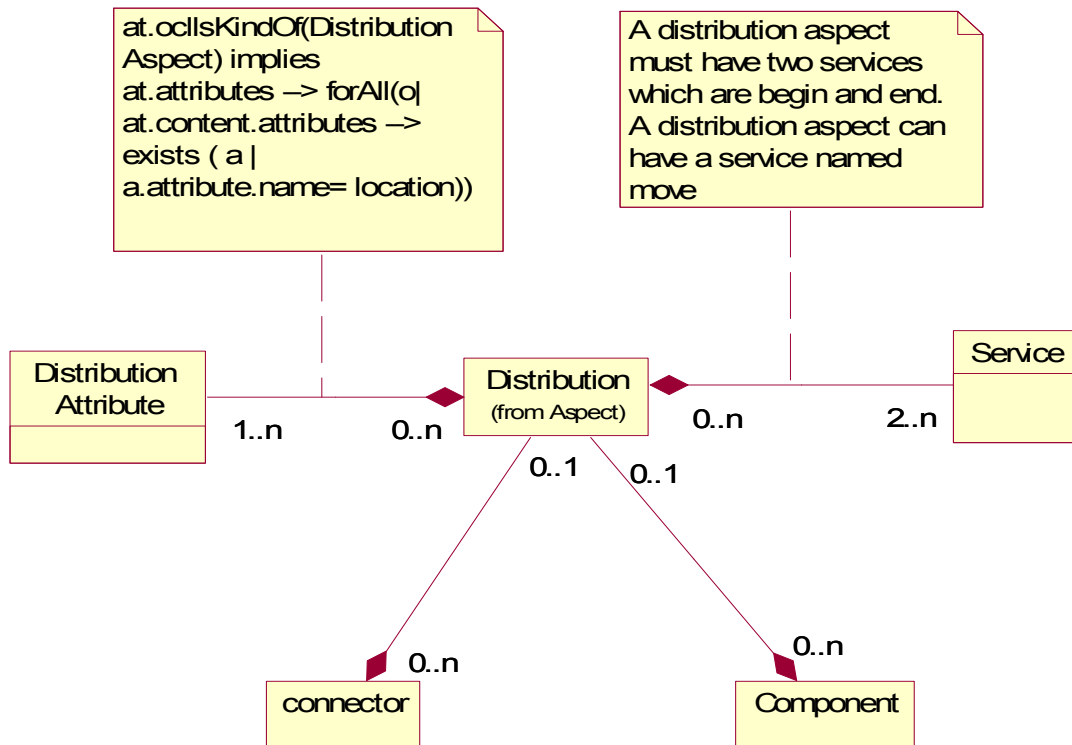 at.oclIsKindOf(Distribution
Aspect) implies
at.attributes –> forAll(o|
at.content.attributes –>
exists ( a |
a.attribute.name= location))
A distribution aspect
must have two services
which are begin and end.
A distribution aspect can
have a service named
move
Distribution
Attribute
1..n
0..n
Distribution
(from Aspect)
0..n
2..n
Service
0..1
0..1
0..n
0..n
connector
Component